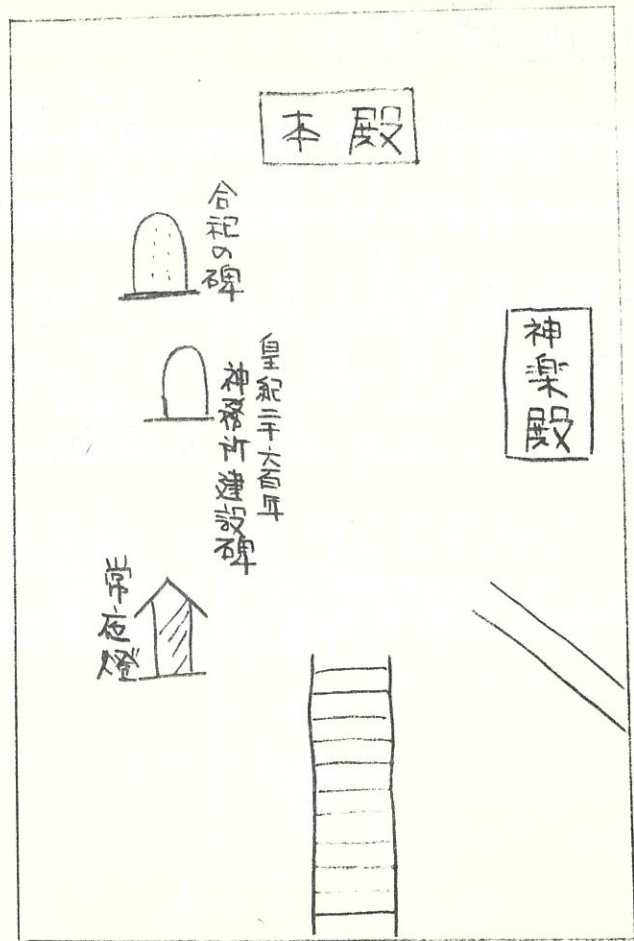 本殿
合祀の碑
皇紀二千六百年
神務所建設碑
神楽殿
常夜燈